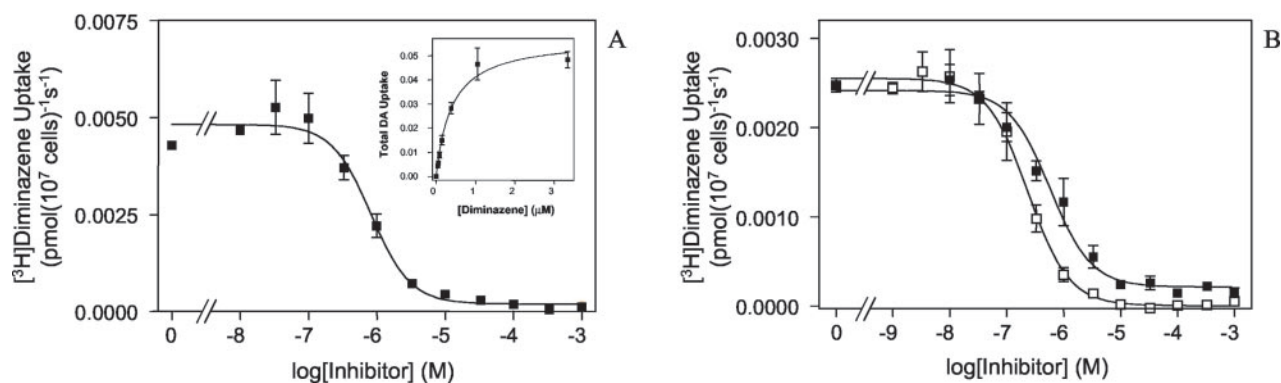 A
[³H]Diminazene Uptake
(pmol(10⁷ cells)⁻¹s⁻¹)
0.0075
0.0050
0.0025
0.0000
0 -8 -7 -6 -5 -4 -3 -2
log[Inhibitor] (M)
Total DA Uptake
0.05
0.04
0.03
0.02
0.01
0.00
0 1 2 3
[Diminazene] (μM)
B
[³H]Diminazene Uptake
(pmol(10⁷ cells)⁻¹s⁻¹)
0.0030
0.0020
0.0010
0.0000
0 -9 -8 -7 -6 -5 -4 -3
log[Inhibitor] (M)